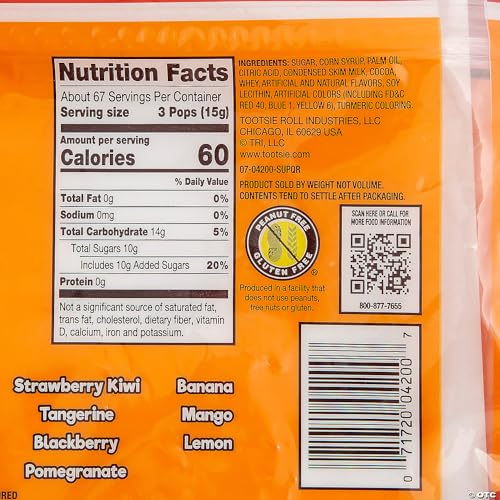 Nutrition Facts
About 67 Servings Per Container
Serving size 3 Pops (15g)
Amount per serving
Calories 60
% Daily Value
Total Fat 0g 0%
Sodium 0mg 0%
Total Carbohydrate 14g 5%
Total Sugars 10g
Includes 10g Added Sugars 20%
Protein 0g
Not a significant source of saturated fat,
trans fat, cholesterol, dietary fiber, vitamin
D, calcium, iron and potassium.
INGREDIENTS: SUGAR, CORN SYRUP, PALM OIL,
CITRIC ACID, CONDENSED SKIM MILK, COCOA,
WHEY, ARTIFICIAL AND NATURAL FLAVORS, SOY
LECITHIN, ARTIFICIAL COLORS (INCLUDING FD&C
RED 40, BLUE 1, YELLOW 6), TURMERIC COLORING.
TOOTSIE ROLL INDUSTRIES, LLC
CHICAGO, IL 60629 USA
© TRI, LLC
www.tootsie.com
07-04200-SUPQR
PRODUCT SOLD BY WEIGHT NOT VOLUME.
CONTENTS TEND TO SETTLE AFTER PACKAGING.
PEANUT FREE
GLUTEN FREE ®
Produced in a facility that
does not use peanuts,
tree nuts or gluten.
SCAN HERE OR CALL FOR
MORE FOOD INFORMATION
800-877-7655
0 71720 04200 7
Strawberry Kiwi
Tangerine
Blackberry
Pomegranate
Banana
Mango
Lemon
URED
© OTC